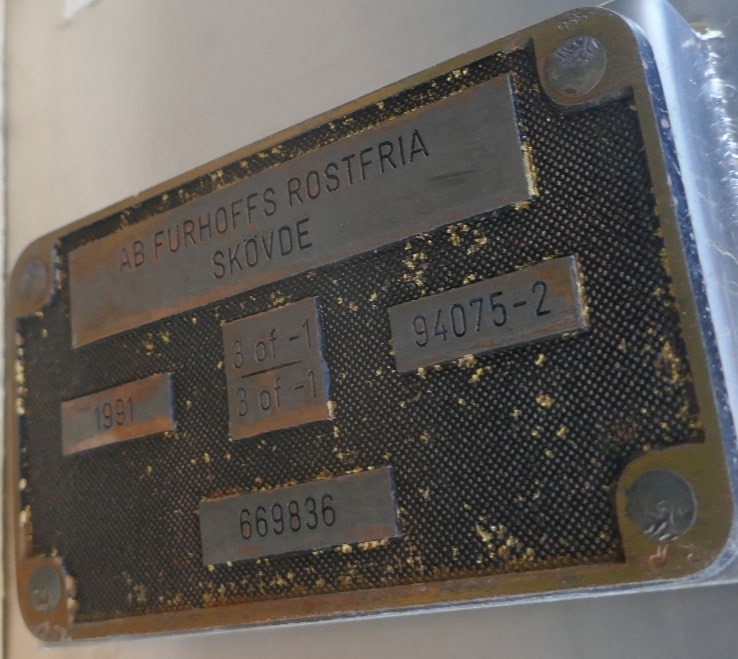 AB FURHOFFS ROSTFRIA
SKÖVDE
1991
3 of -1
3 of -1
94075-2
669836